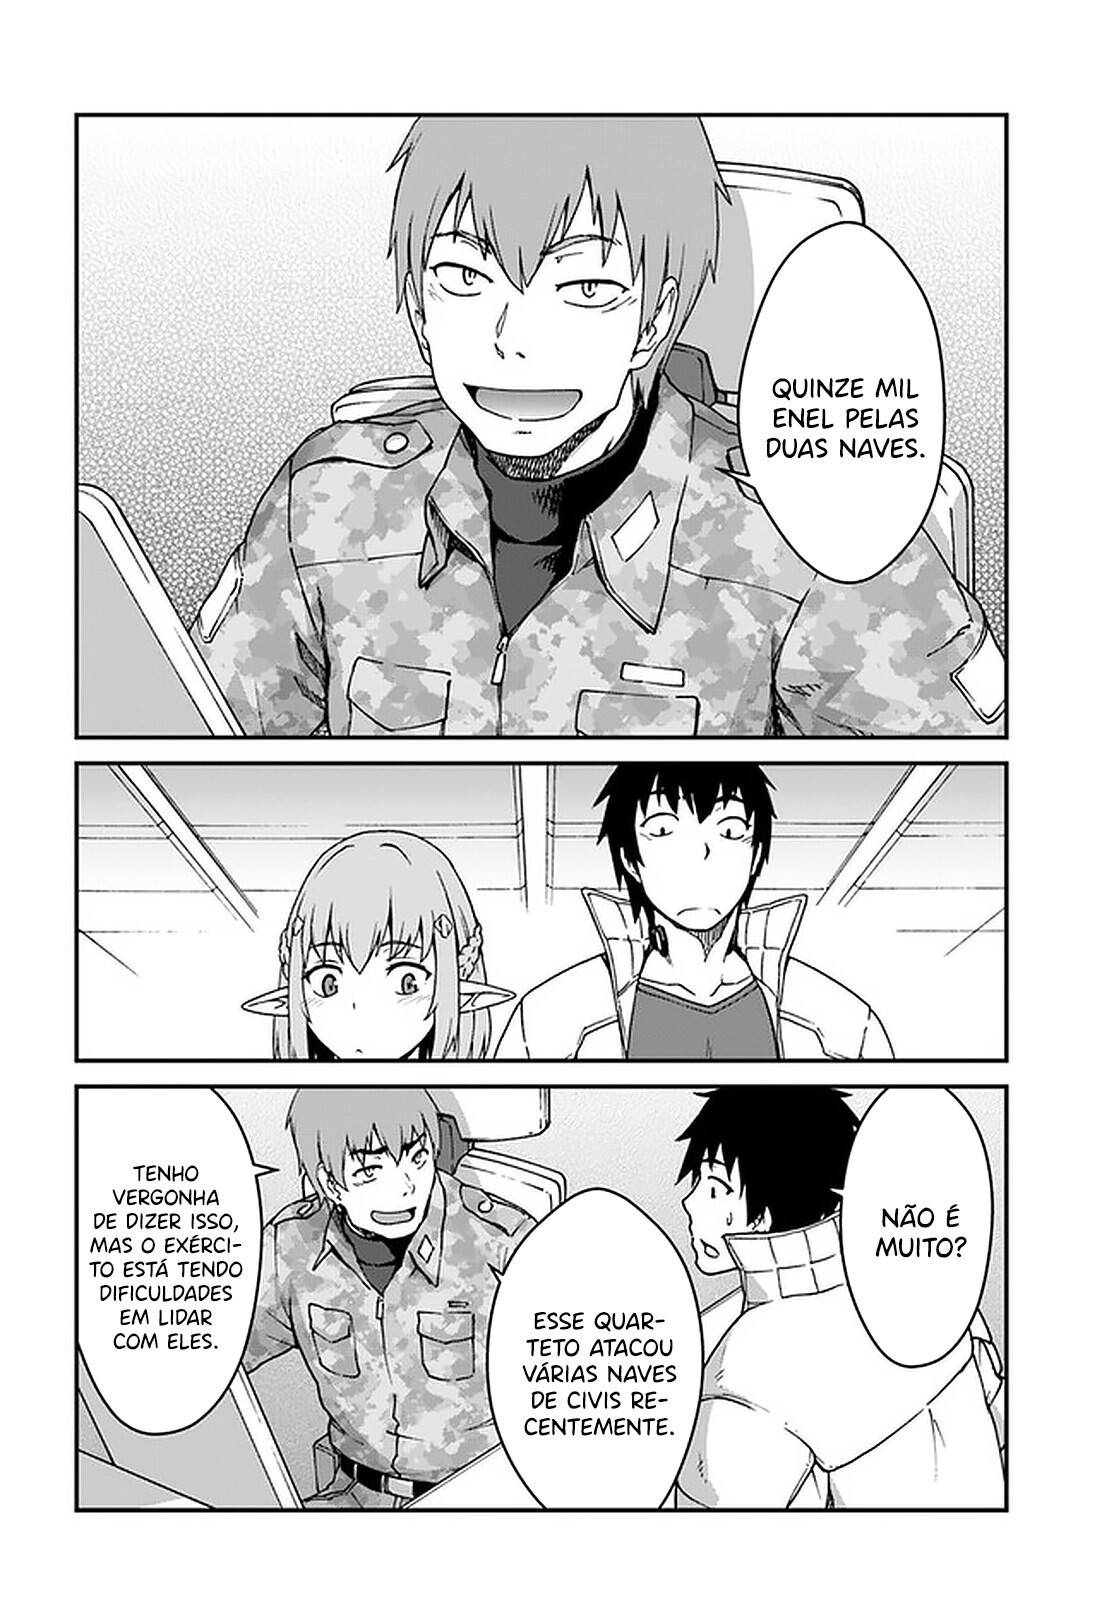 QUINZE MIL
ENEL PELAS
DUAS NAVES.
NÃO É
MUITO?
ESSE QUAR-
TETO ATACOU
VÁRIAS NAVES
DE CIVIS RE-
CENTEMENTE.
TENHO
VERGONHA
DE DIZER ISSO,
MAS O EXÉRCI-
TO ESTÁ TENDO
DIFICULDADES
EM LIDAR
COM ELES.